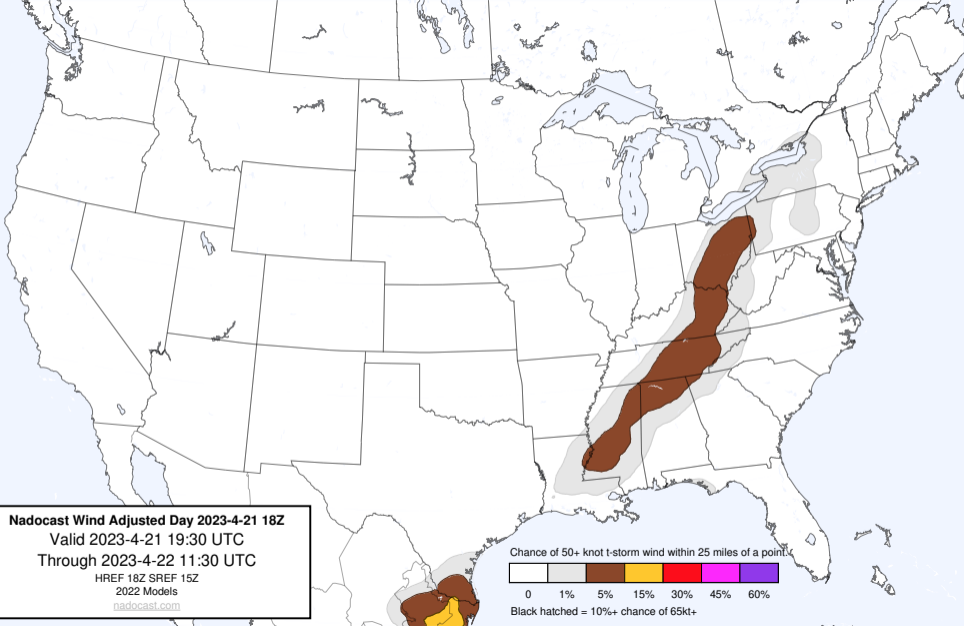 Nadocast Wind Adjusted Day 2023-4-21 18Z
Valid 2023-4-21 19:30 UTC
Through 2023-4-22 11:30 UTC
HREF 18Z SREF 15Z
2022 Models
nadocast.com
Chance of 50+ knot t-storm wind within 25 miles of a point.
0 1% 5% 15% 30% 45% 60%
Black hatched = 10%+ chance of 65kt+